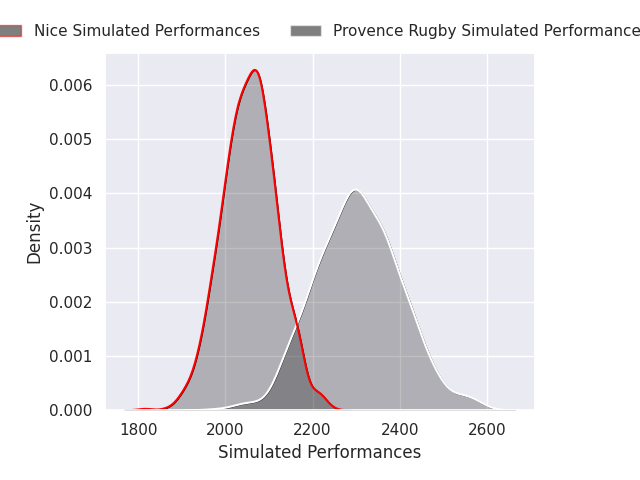 Nice Simulated Performances Provence Rugby Simulated Performance
0.006
0.005
0.004
0.003
0.002
0.001
0.000
Density
1800 2000 2200 2400 2600
Simulated Performances